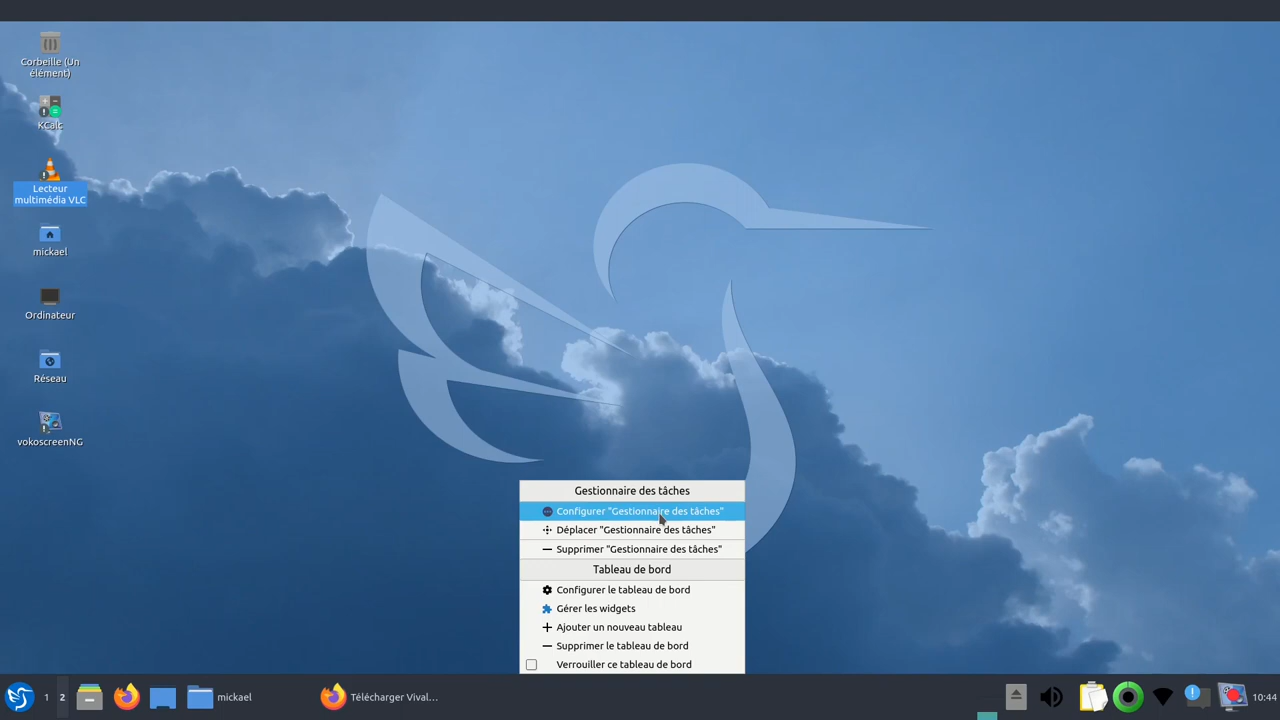 Corbeille (Un
élément)
KCalc
Lecteur
multimédia VLC
mickael
Ordinateur
Réseau
vokoscreenNG
Gestionnaire des tâches
Configurer "Gestionnaire des tâches"
Déplacer "Gestionnaire des tâches"
Supprimer "Gestionnaire des tâches"
Tableau de bord
Configurer le tableau de bord
Gérer les widgets
Ajouter un nouveau tableau
Supprimer le tableau de bord
Verrouiller ce tableau de bord
1 2 mickael Télécharger Vival... 10:44